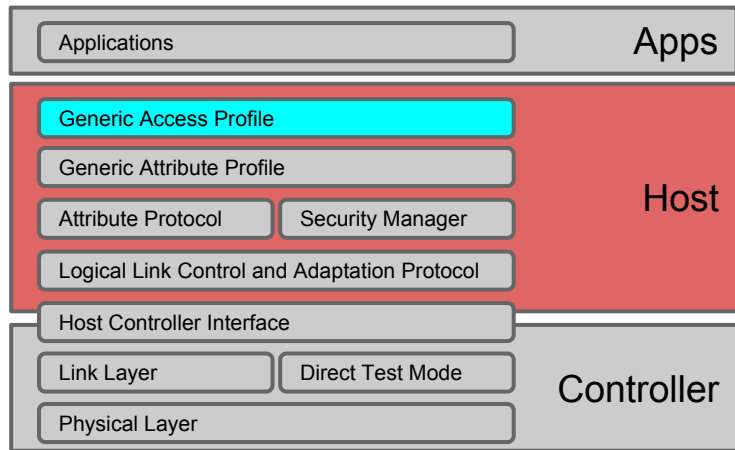 Applications
Apps
Generic Access Profile
Generic Attribute Profile
Host
Attribute Protocol
Security Manager
Logical Link Control and Adaptation Protocol
Host Controller Interface
Link Layer
Direct Test Mode
Controller
Physical Layer